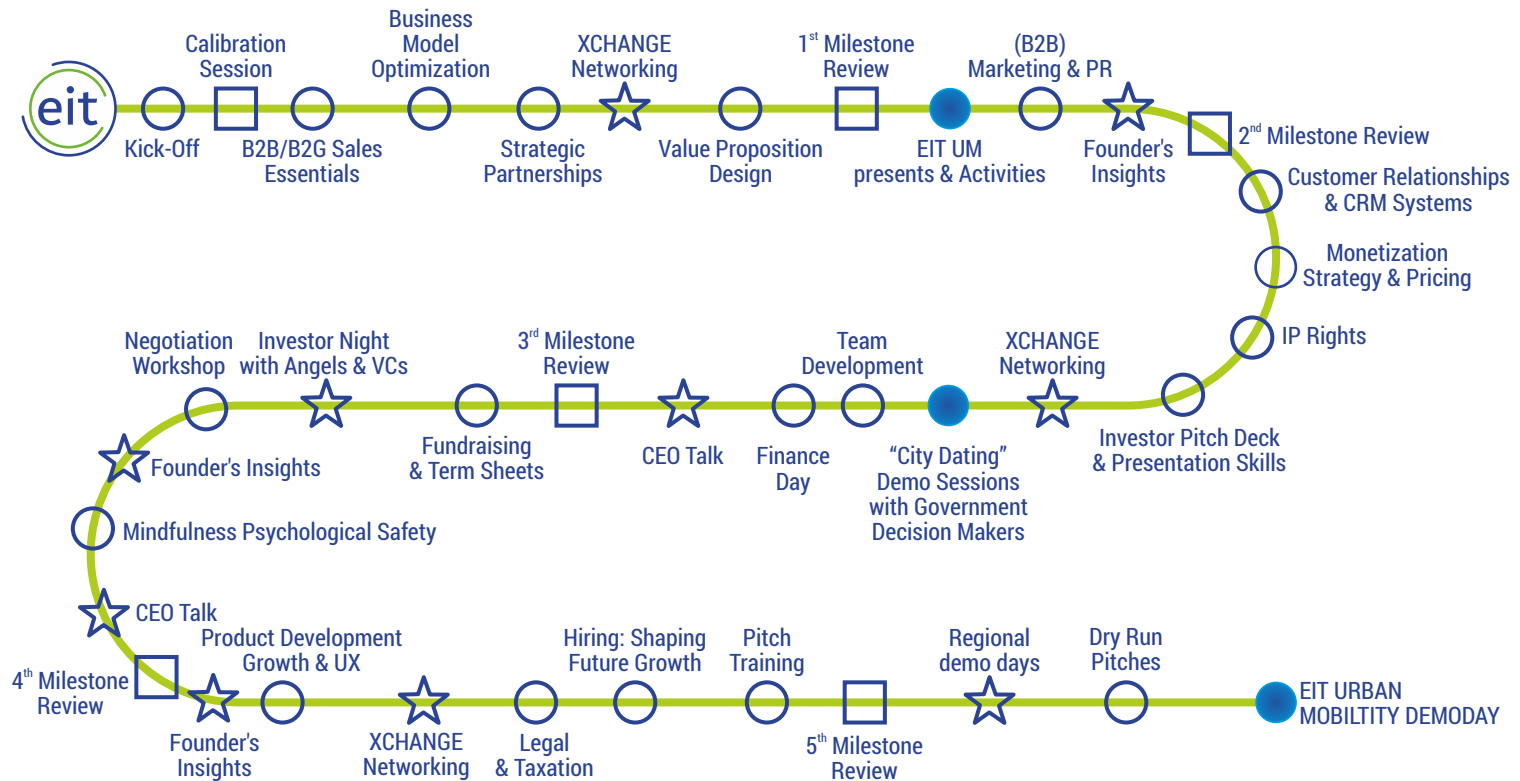 eit
Kick-Off
Calibration
Session
B2B/B2G Sales
Essentials
Business
Model
Optimization
Strategic
Partnerships
XCHANGE
Networking
Value Proposition
Design
1st Milestone
Review
EIT UM
presents & Activities
(B2B)
Marketing & PR
Founder's
Insights
2nd Milestone Review
Customer Relationships
& CRM Systems
Monetization
Strategy & Pricing
IP Rights
Investor Pitch Deck
& Presentation Skills
XCHANGE
Networking
“City Dating”
Demo Sessions
with Government
Decision Makers
Team
Development
Finance
Day
CEO Talk
3rd Milestone
Review
Fundraising
& Term Sheets
Investor Night
with Angels & VCs
Negotiation
Workshop
Founder's Insights
Mindfulness Psychological Safety
CEO Talk
4th Milestone
Review
Founder's
Insights
Product Development
Growth & UX
XCHANGE
Networking
Legal
& Taxation
Hiring: Shaping
Future Growth
Pitch
Training
5th Milestone
Review
Regional
demo days
Dry Run
Pitches
EIT URBAN
MOBILTITY DEMODAY